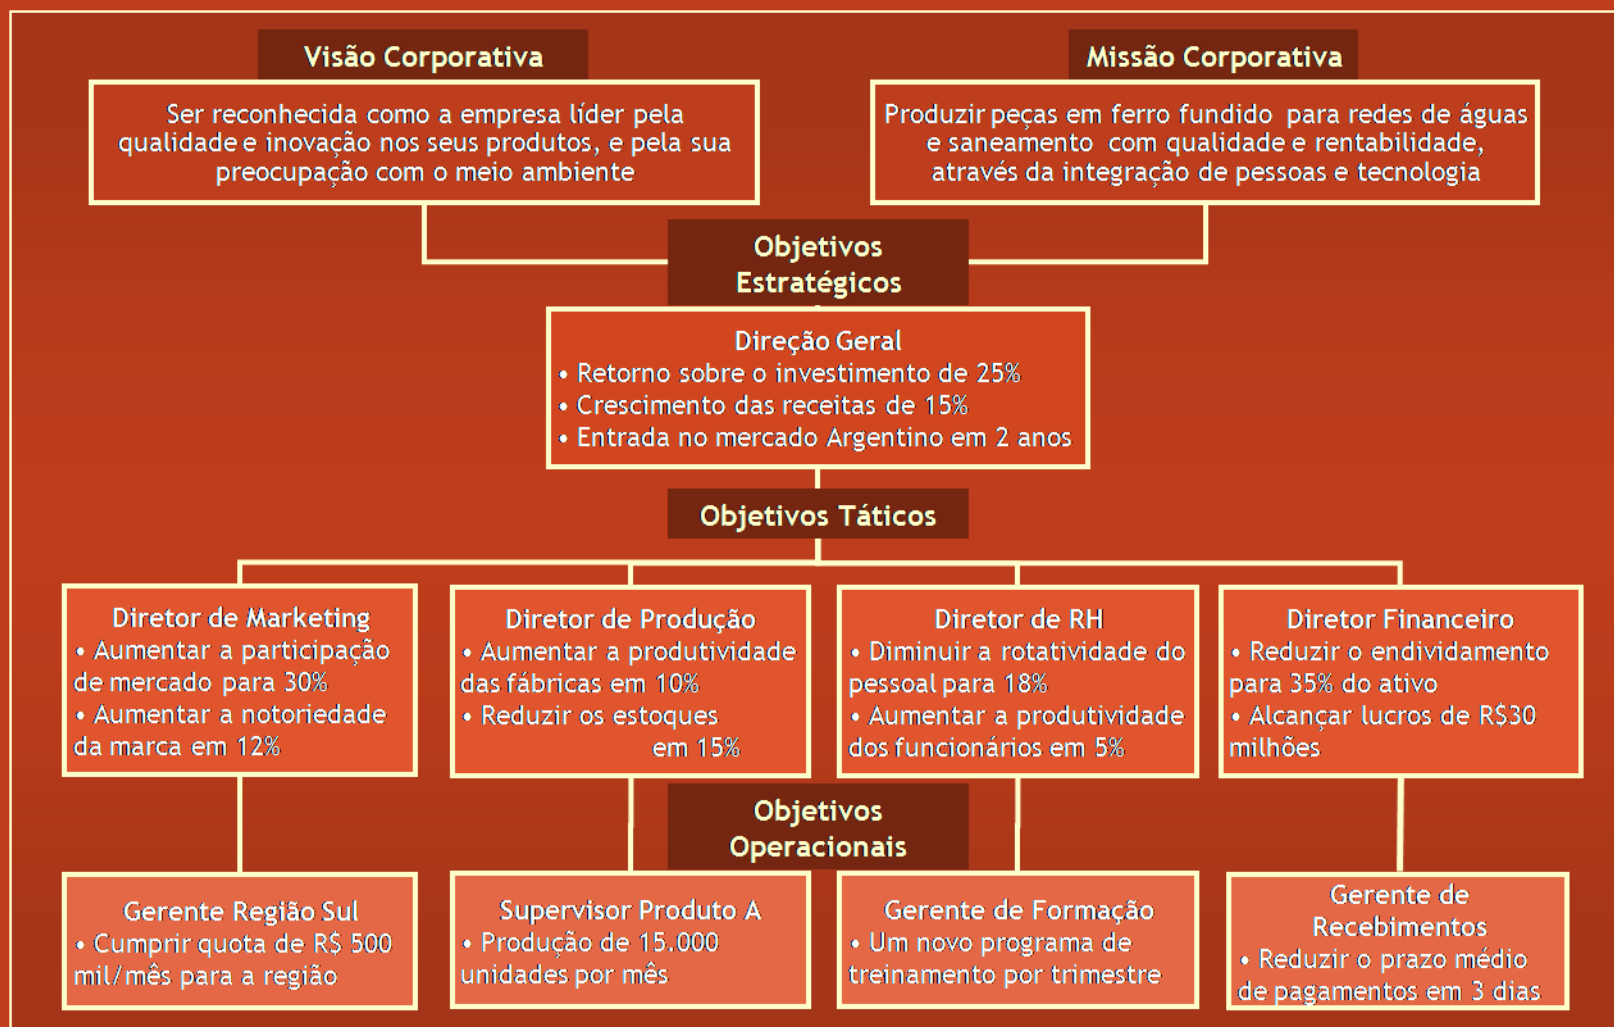 Visão Corporativa
Ser reconhecida como a empresa líder pela
qualidade e inovação nos seus produtos, e pela sua
preocupação com o meio ambiente
Missão Corporativa
Produzir peças em ferro fundido para redes de águas
e saneamento com qualidade e rentabilidade,
através da integração de pessoas e tecnologia
Objetivos
Estratégicos
Direção Geral
• Retorno sobre o investimento de 25%
• Crescimento das receitas de 15%
• Entrada no mercado Argentino em 2 anos
Objetivos Táticos
Diretor de Marketing
• Aumentar a participação
de mercado para 30%
• Aumentar a notoriedade
da marca em 12%
Diretor de Produção
• Aumentar a produtividade
das fábricas em 10%
• Reduzir os estoques
em 15%
Diretor de RH
• Diminuir a rotatividade do
pessoal para 18%
• Aumentar a produtividade
dos funcionários em 5%
Diretor Financeiro
• Reduzir o endividamento
para 35% do ativo
• Alcançar lucros de R$30
milhões
Objetivos
Operacionais
Gerente Região Sul
• Cumprir quota de R$ 500
mil/mês para a região
Supervisor Produto A
• Produção de 15.000
unidades por mês
Gerente de Formação
• Um novo programa de
treinamento por trimestre
Gerente de
Recebimentos
• Reduzir o prazo médio
de pagamentos em 3 dias